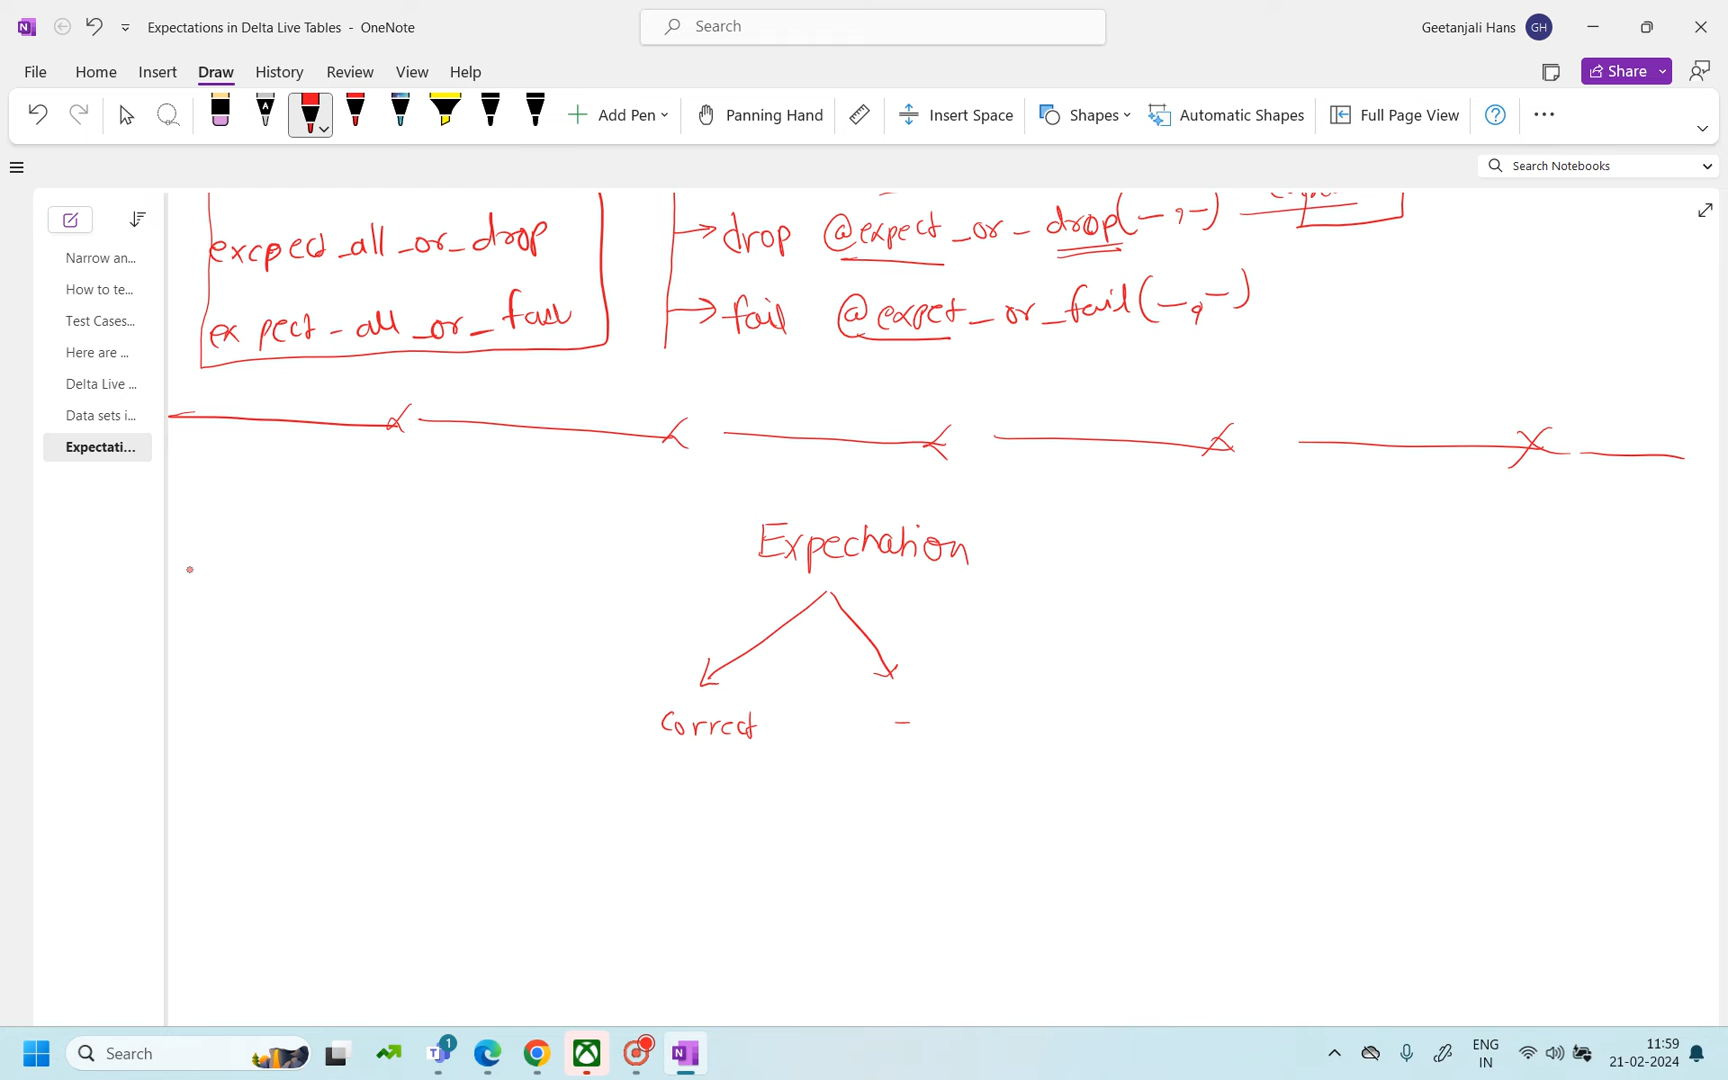 Expectations in Delta Live Tables - OneNote
Search
Geetanjali Hans
GH
File
Home
Insert
Draw
History
Review
View
Help
Share
A
Add Pen
Panning Hand
Insert Space
Shapes
Automatic Shapes
Full Page View
Search Notebooks
Narrow an...
How to te...
Test Cases...
Here are ...
Delta Live ...
Data sets i...
Expectati...
excpect_all_or_drop
expect_all_or_fail
drop @expect_or_drop(-,-)
fail @expect_or_fail(-,-)
Expectation
Correct
Search
1
ENG
IN
11:59
21-02-2024